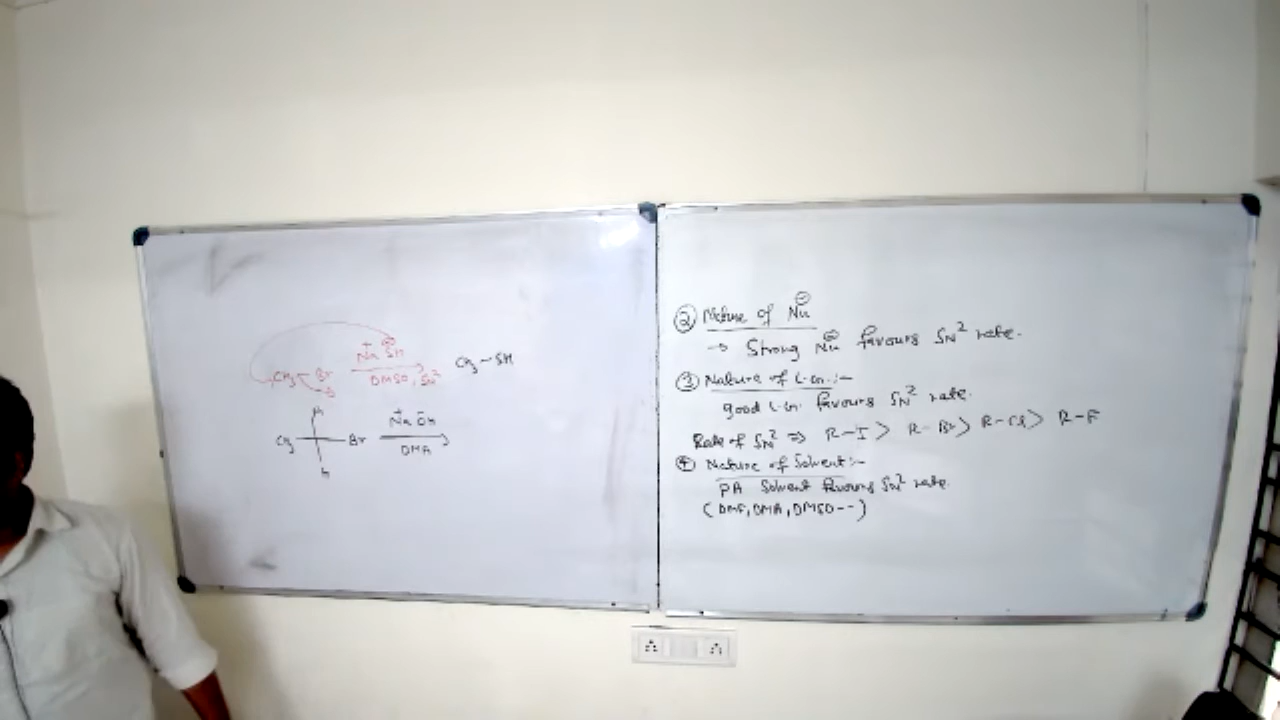 Na⁺ SH⊖
CH₃ – Br → CH₃ – SH
DMSO, SN²
H
Na⁺ OH⁻
CH₃ Br →
DMA
H
② Nature of Nu⊖
→ Strong Nu⊖ favours SN² rate.
③ Nature of L.G.:-
good L.G. favours SN² rate.
Rate of SN² ⇒ R-I > R-Br > R-Cl > R-F
④ Nature of Solvent:-
PA Solvent favours SN² rate
(DMF, DMA, DMSO--)